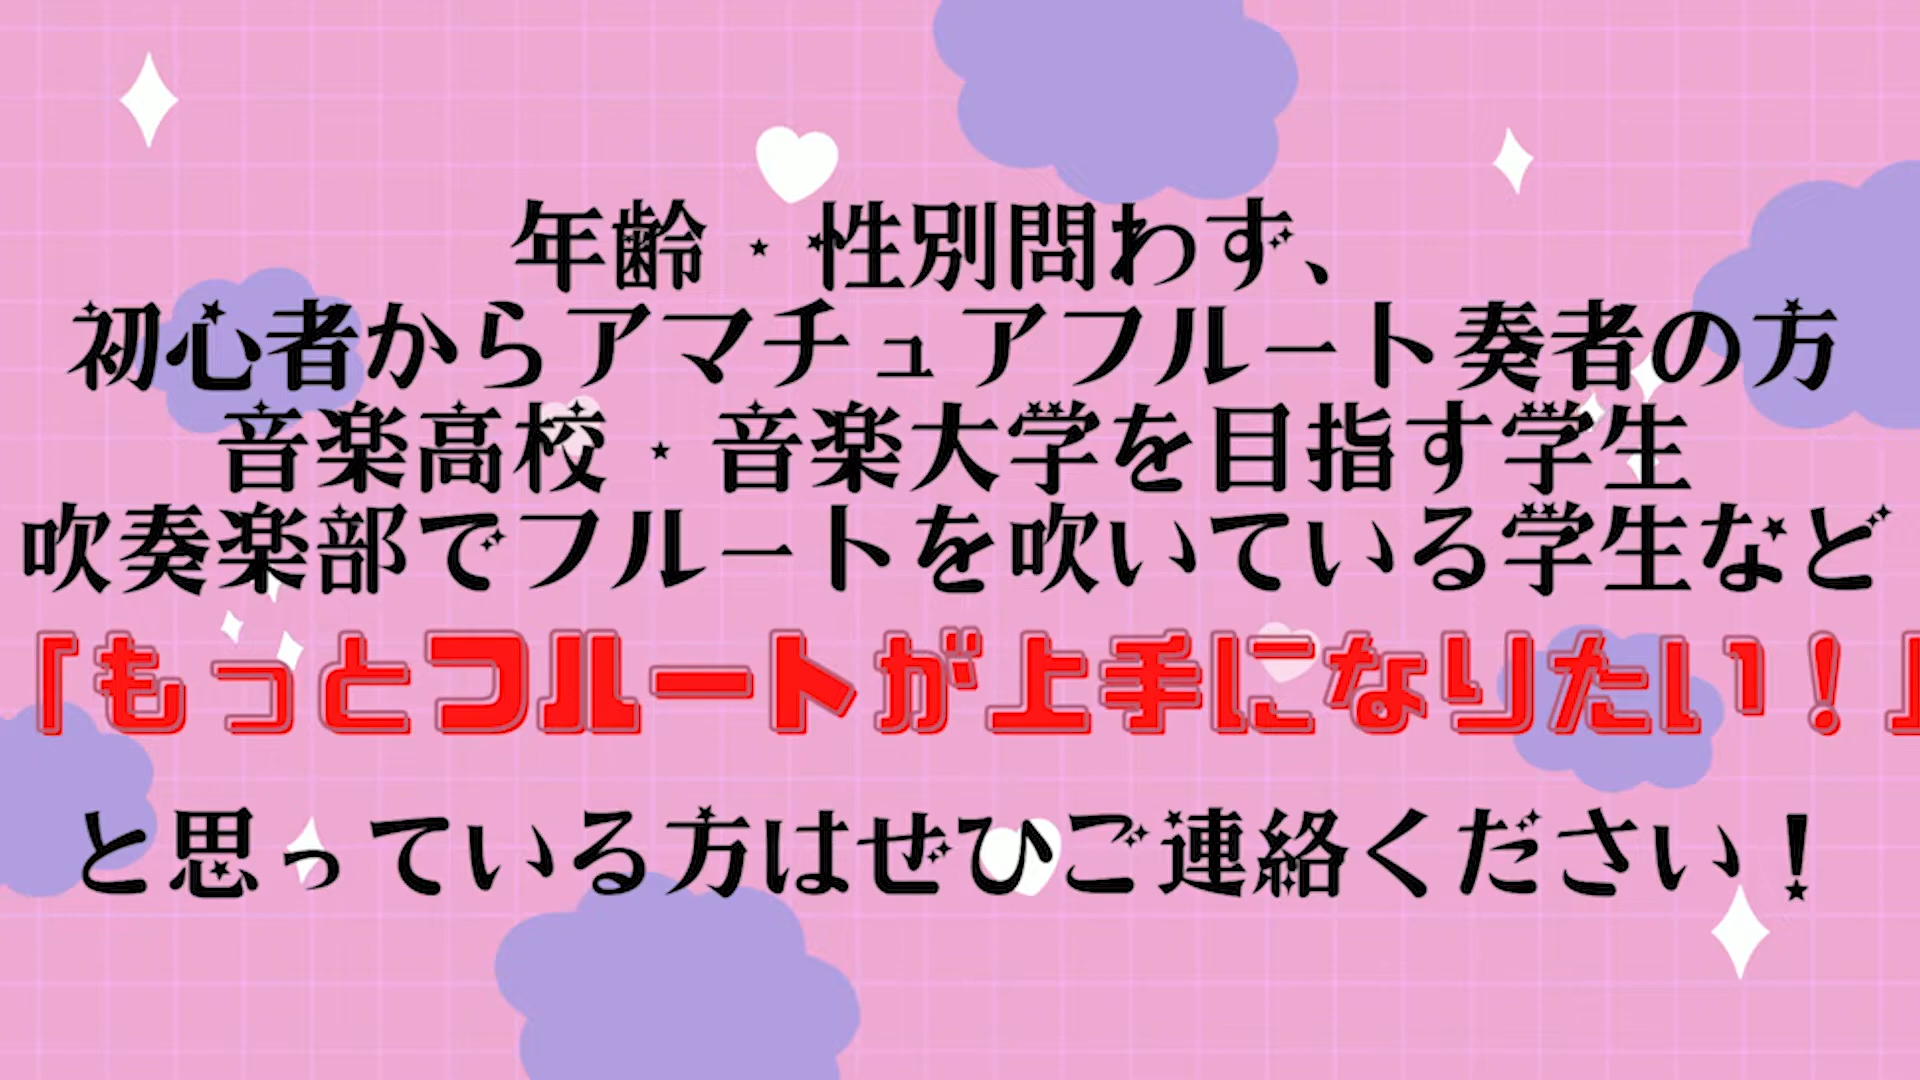 年齢・性別問わず、
初心者からアマチュアフルート奏者の方
音楽高校・音楽大学を目指す学生
吹奏楽部でフルートを吹いている学生など
「もっとフルートが上手になりたい！」
と思っている方はぜひご連絡ください！